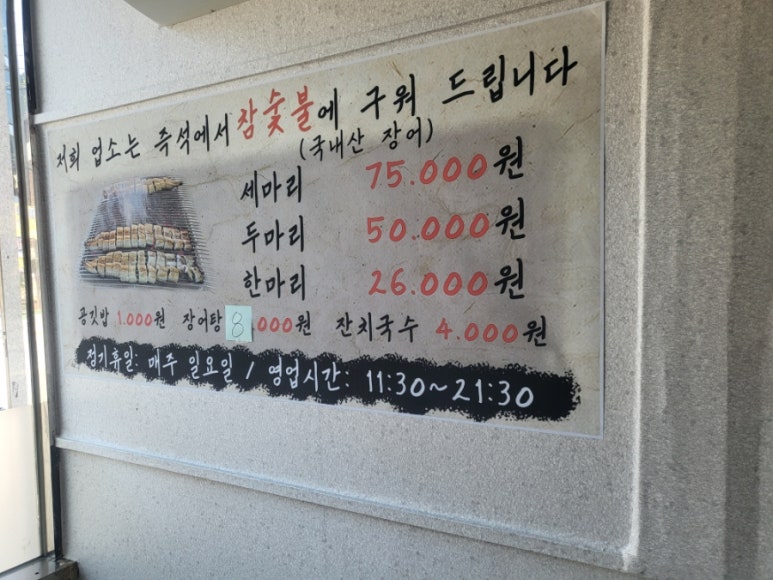 저희 업소는 즉석에서 참숯불에 구워 드립니다
(국내산 장어)
세마리 75.000원
두마리 50.000원
한마리 26.000원
공깃밥 1.000원 장어탕 8.000원 잔치국수 4.000원
정기휴일: 매주 일요일 / 영업시간: 11:30~21:30